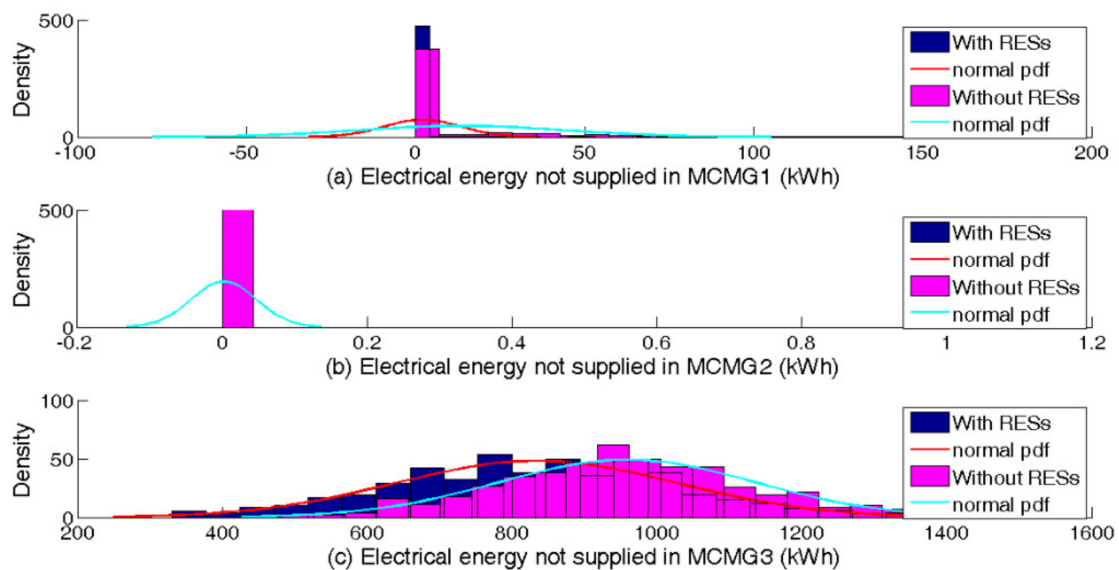 500
Density
0
-100
-50
0
50
100
150
200
With RESs
normal pdf
Without RESs
normal pdf
(a) Electrical energy not supplied in MCMG1 (kWh)
500
Density
0
-0.2
0
0.2
0.4
0.6
0.8
1
1.2
With RESs
normal pdf
Without RESs
normal pdf
(b) Electrical energy not supplied in MCMG2 (kWh)
100
50
Density
0
200
400
600
800
1000
1200
1400
1600
With RESs
normal pdf
Without RESs
normal pdf
(c) Electrical energy not supplied in MCMG3 (kWh)